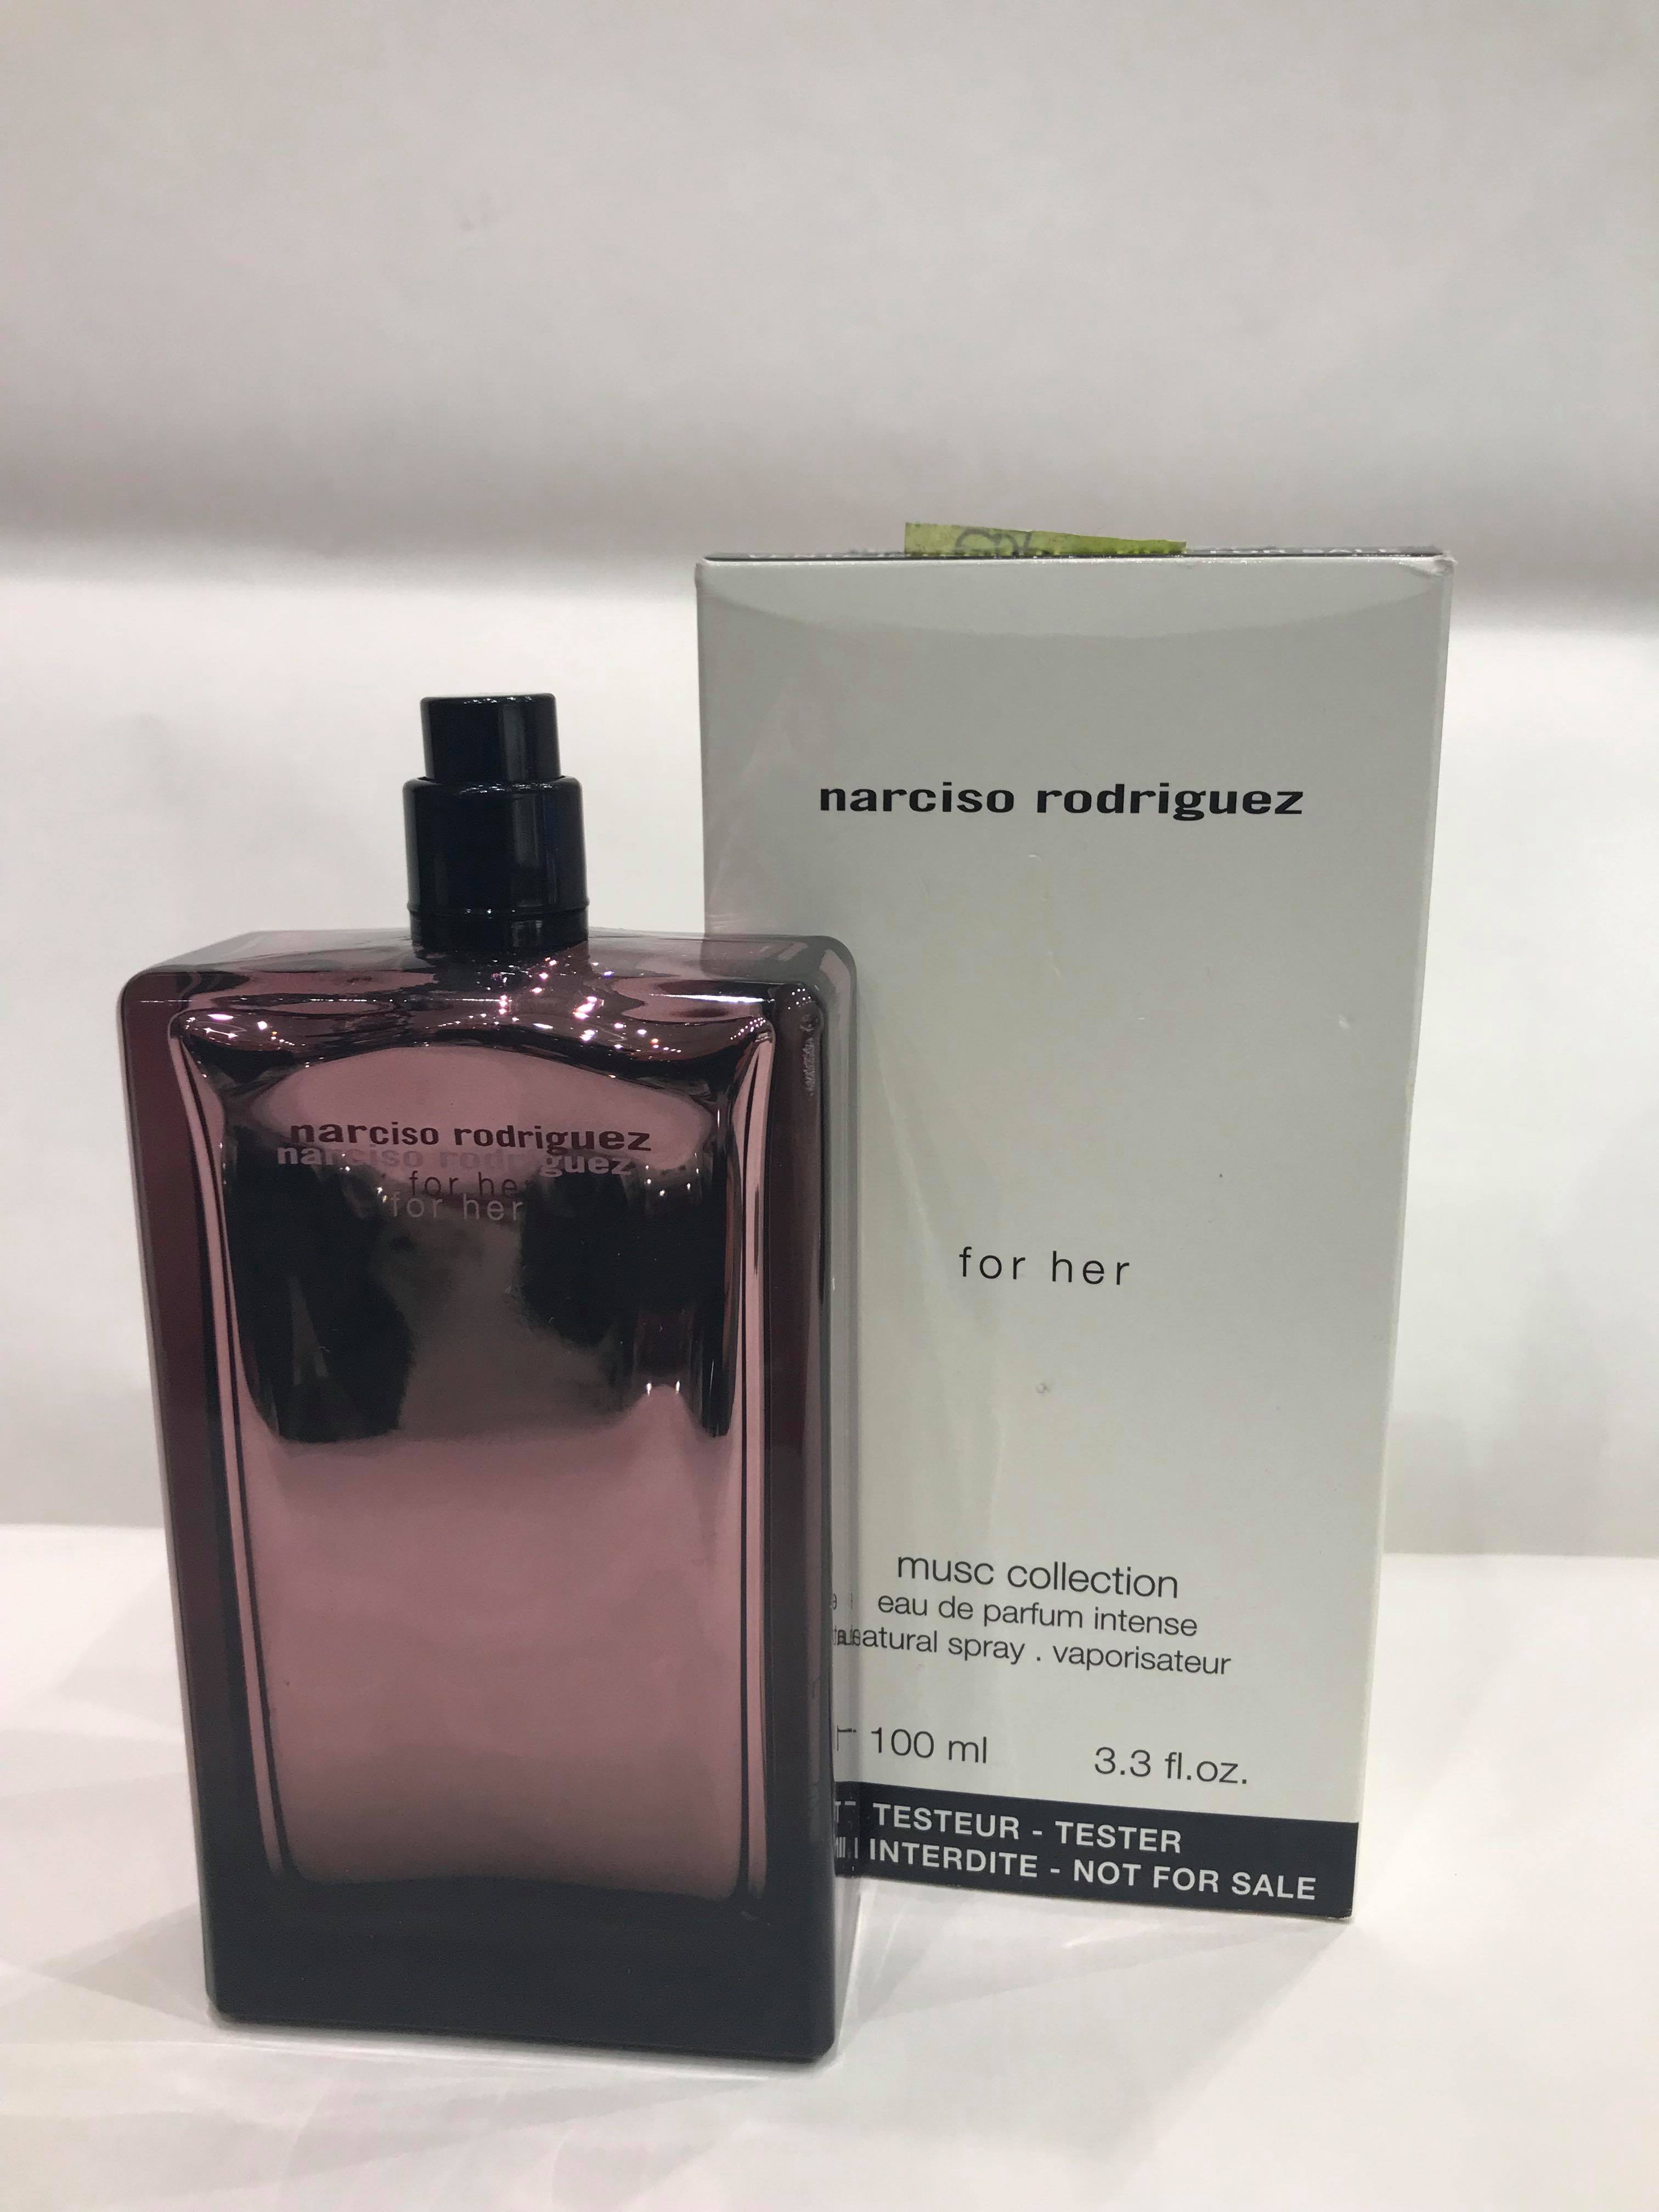 narciso rodriguez
for her
musc collection
eau de parfum intense
natural spray . vaporisateur
100 ml 3.3 fl.oz.
TESTEUR - TESTER
INTERDITE - NOT FOR SALE
narciso rodriguez
for her